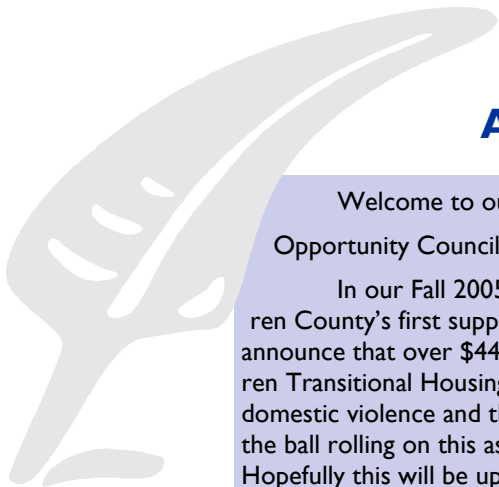 A
Welcome to ou
Opportunity Council
In our Fall 2005
ren County's first supp
announce that over $44
ren Transitional Housing
domestic violence and th
the ball rolling on this as
Hopefully this will be up